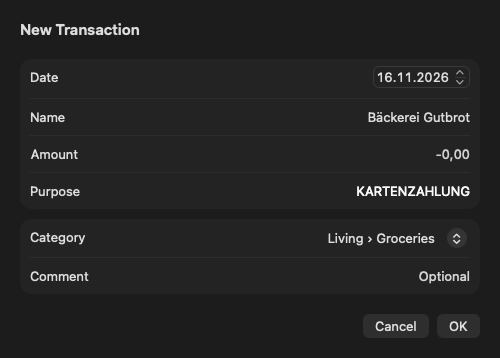 New Transaction
Date 16.11.2026
Name Bäckerei Gutbrot
Amount -0,00
Purpose KARTENZAHLUNG
Category Living › Groceries
Comment Optional
Cancel OK